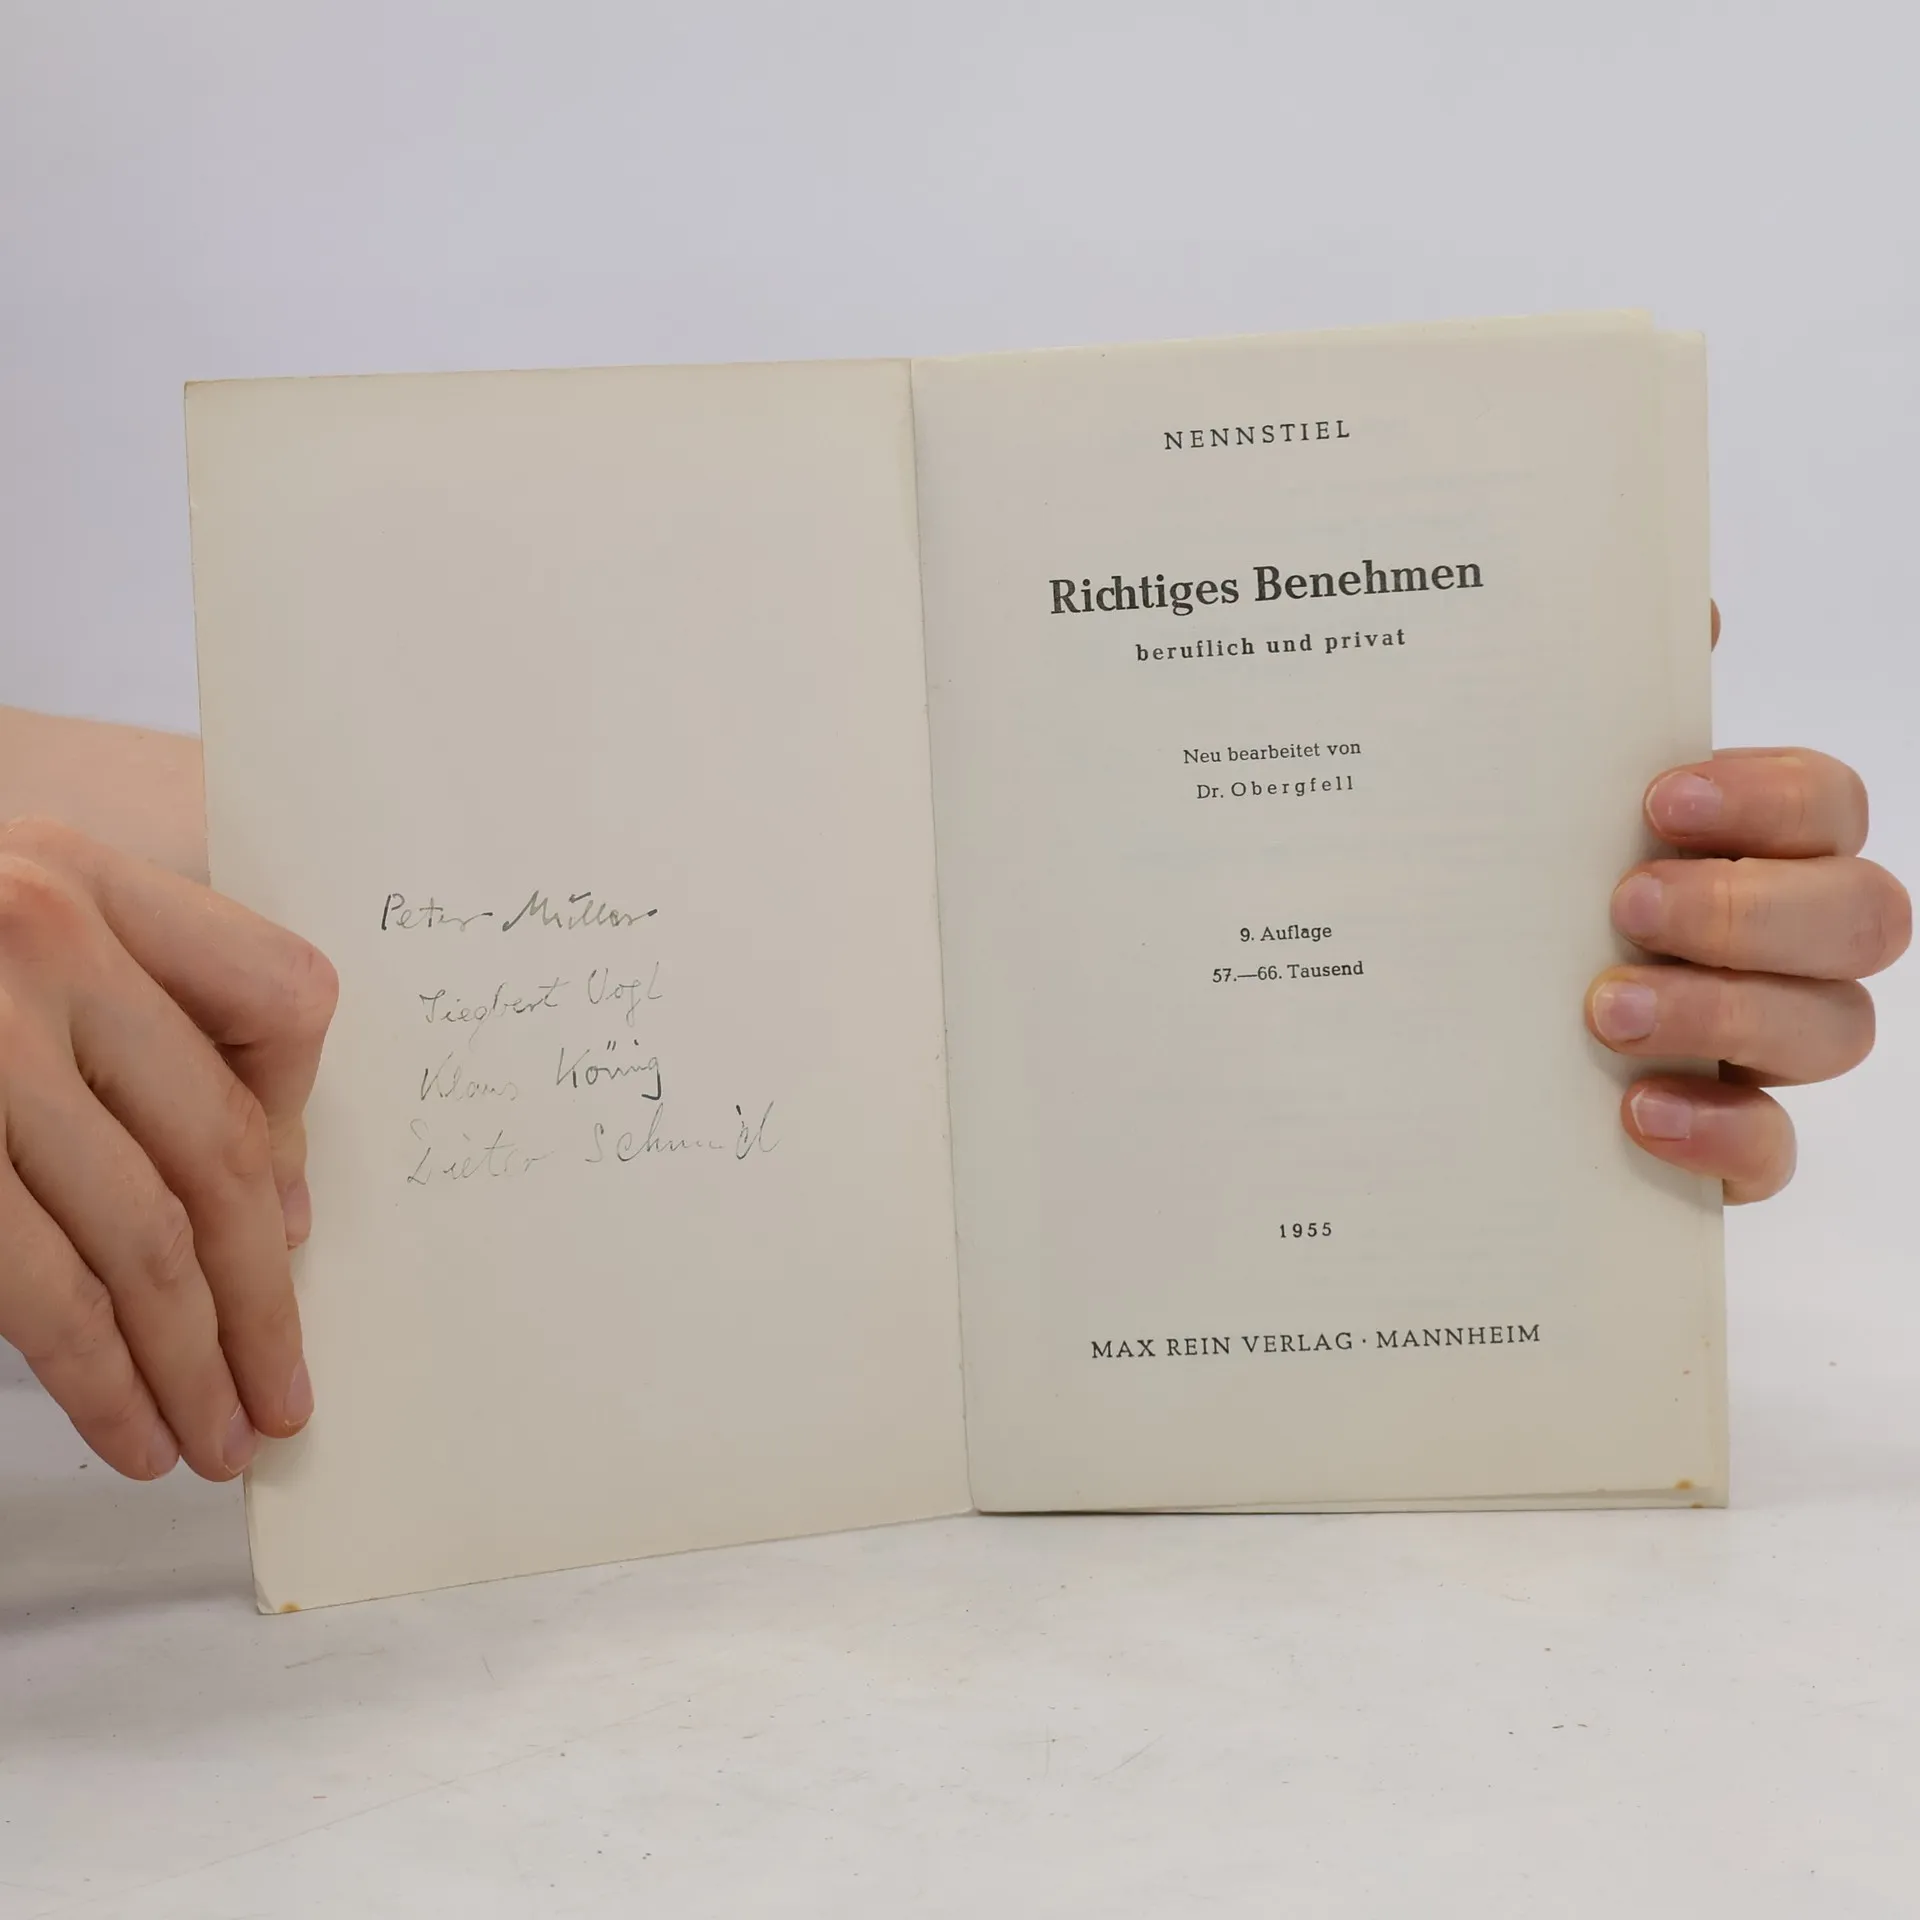 Peter Müller
Siegbert Vogl
Klaus König
Dieter Schmid
NENNSTIEL
Richtiges Benehmen
beruflich und privat
Neu bearbeitet von
Dr. Obergfell
9. Auflage
57.—66. Tausend
1955
MAX REIN VERLAG · MANNHEIM